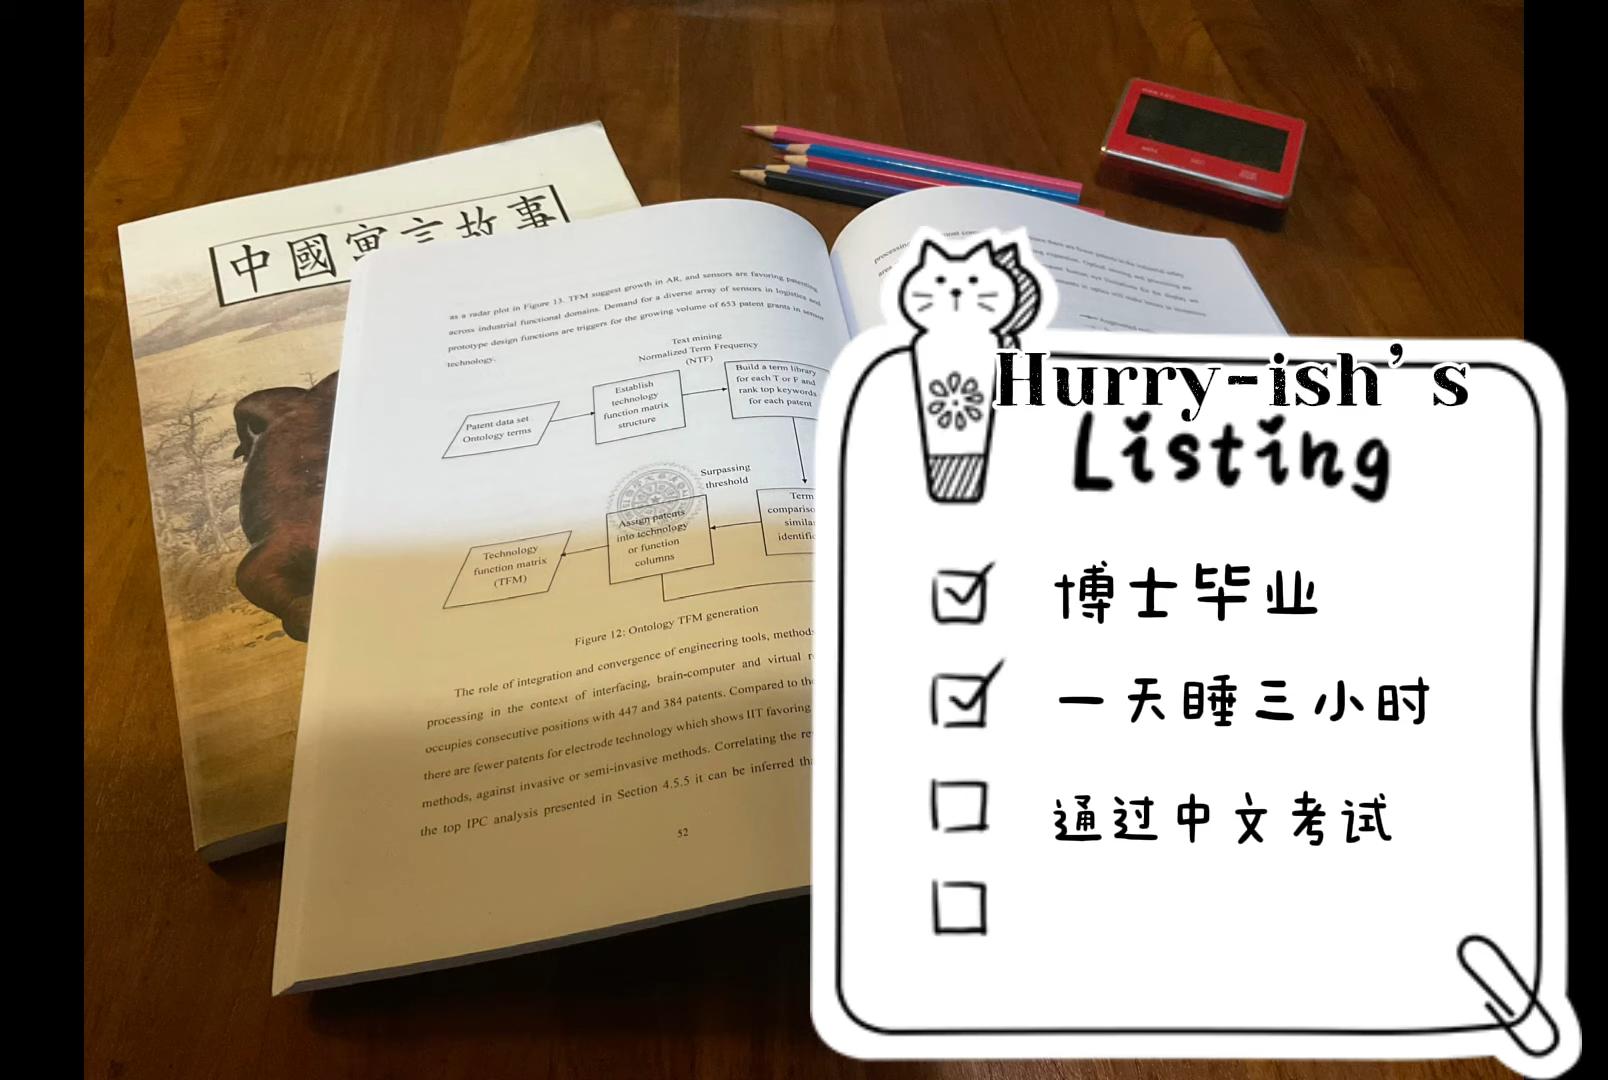 中國寓言故事
as a radar plot in Figure 13. TFM suggest growth in AR, and sensors are favoring patenting
across industrial functional domains. Demand for a diverse array of sensors in logistics and
prototype design functions are triggers for the growing volume of 653 patent grants in sensor
technology.
Text mining
Normalized Term Frequency
(NTF)
Patent data set
Ontology terms
Establish
technology
function matrix
structure
Build a term library
for each T or F and
rank top keywords
for each patent
Surpassing
threshold
Term
Assign patents
into technology
or function
columns
Technology
function matrix
(TFM)
Figure 12: Ontology TFM generation
The role of integration and convergence of engineering tools, methods
processing in the context of interfacing, brain-computer and virtual
occupies consecutive positions with 447 and 384 patents. Compared to the
there are fewer patents for electrode technology which shows IIT favoring
methods, against invasive or semi-invasive methods. Correlating the
the top IPC analysis presented in Section 4.5.5 it can be inferred
52
Hurry-ish's
Listing
博士毕业
一天睡三小时
通过中文考试